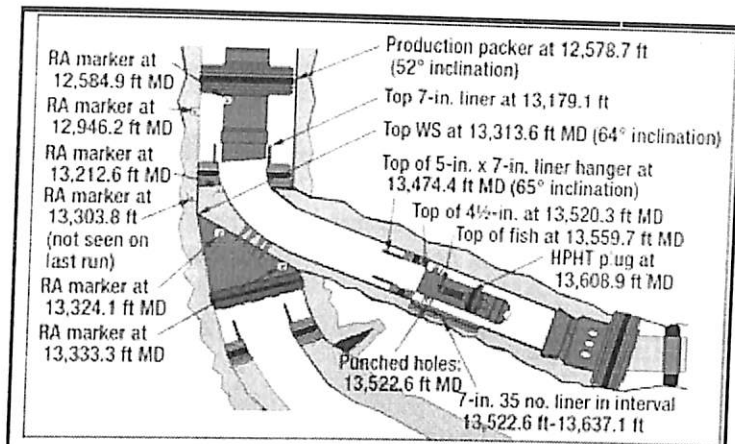 RA marker at
12,584.9 ft MD
RA marker at
12,946.2 ft MD
RA marker at
13,212.6 ft MD
RA marker at
13,303.8 ft
(not seen on
last run)
RA marker at
13,324.1 ft MD
RA marker at
13,333.3 ft MD
Production packer at 12,578.7 ft
(52° inclination)
Top 7-in. liner at 13,179.1 ft
Top WS at 13,313.6 ft MD (64° inclination)
Top of 5-in. x 7-in. liner hanger at
13,474.4 ft MD (65° inclination)
Top of 4½-in. at 13,520.3 ft MD
Top of fish at 13,559.7 ft MD
HPHT plug at
13,608.9 ft MD
Punched holes:
13,522.6 ft MD
7-in. 35 no. liner in interval
13,522.6 ft-13,637.1 ft